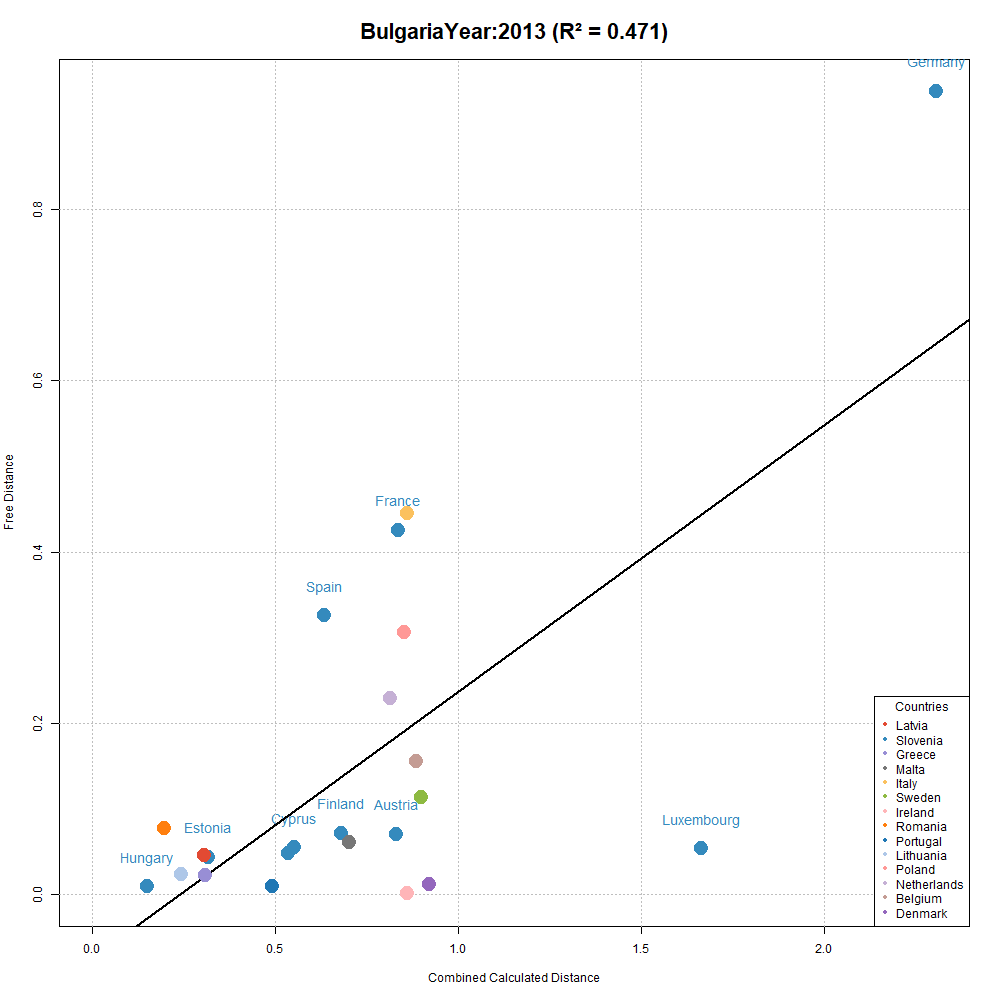 BulgariaYear:2013 (R² = 0.471)
Germany
0.8
0.6
Free Distance
France
0.4
Spain
0.2
Finland
Austria
Cyprus
Estonia
Luxembourg
Hungary
0.0
Countries
Latvia
Slovenia
Greece
Malta
Italy
Sweden
Ireland
Romania
Portugal
Lithuania
Poland
Netherlands
Belgium
Denmark
0.0 0.5 1.0 1.5 2.0
Combined Calculated Distance